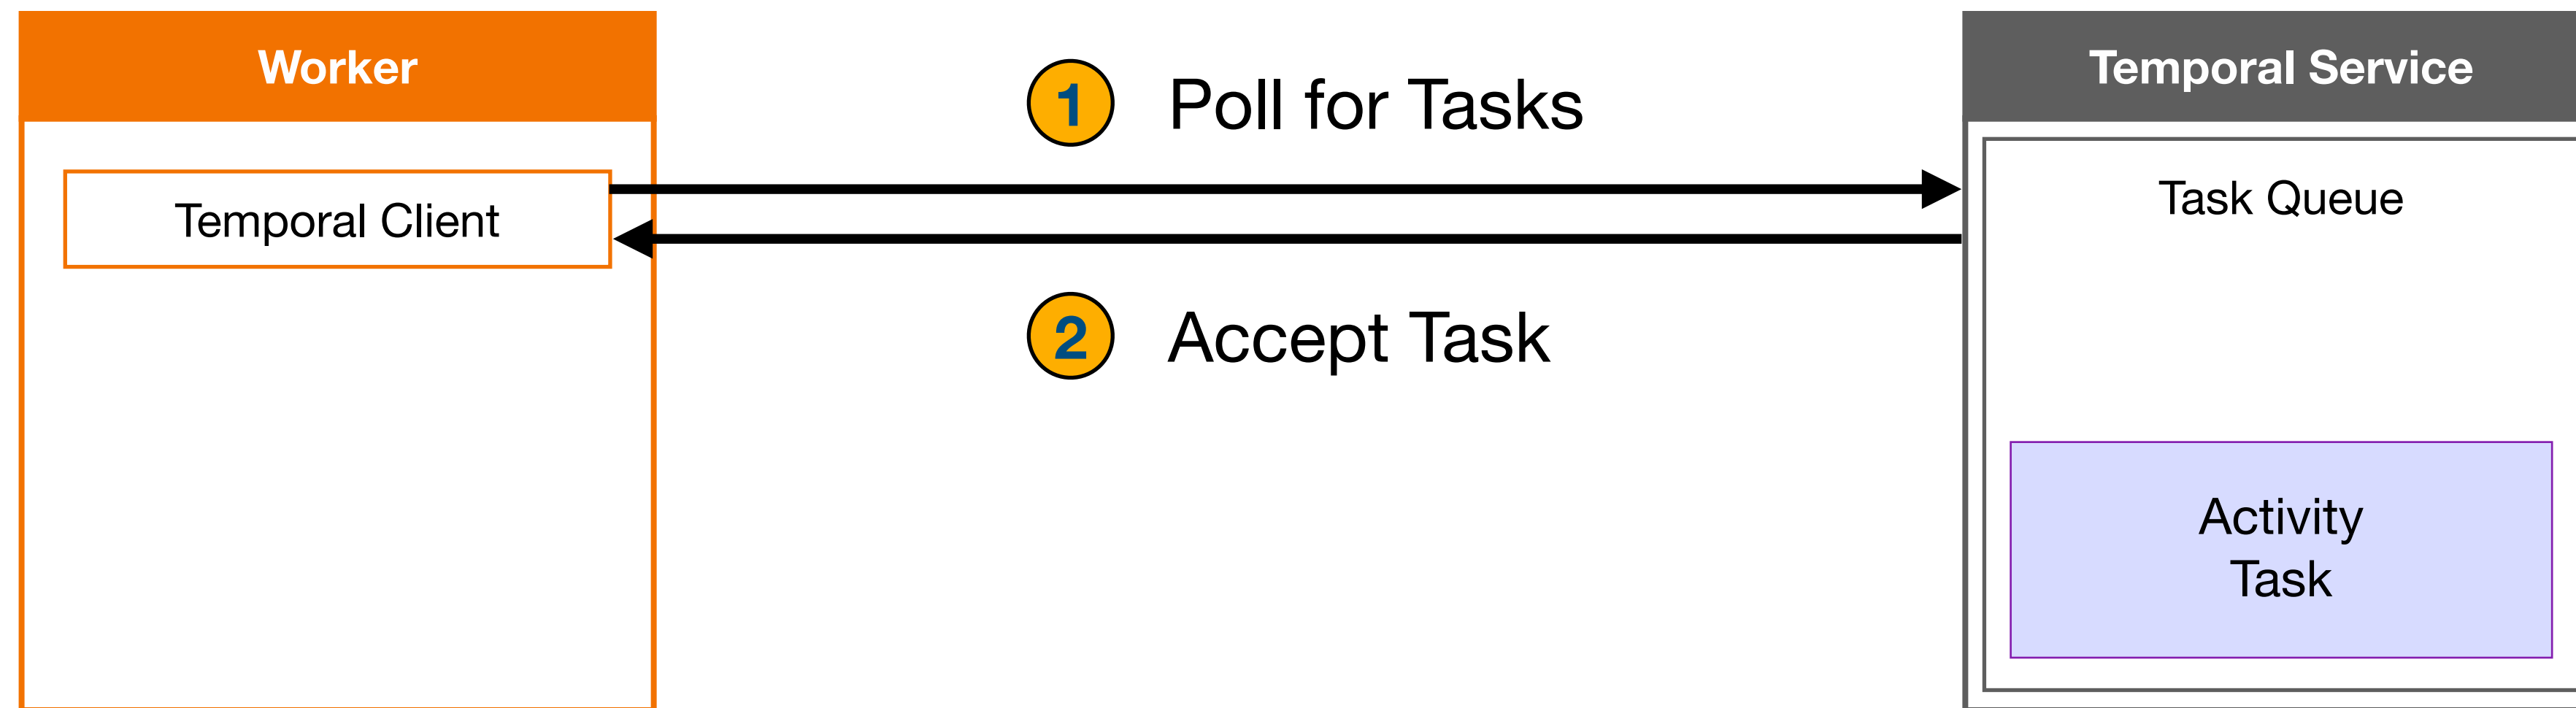 Worker
Temporal Client
1 Poll for Tasks
2 Accept Task
Temporal Service
Task Queue
Activity
Task